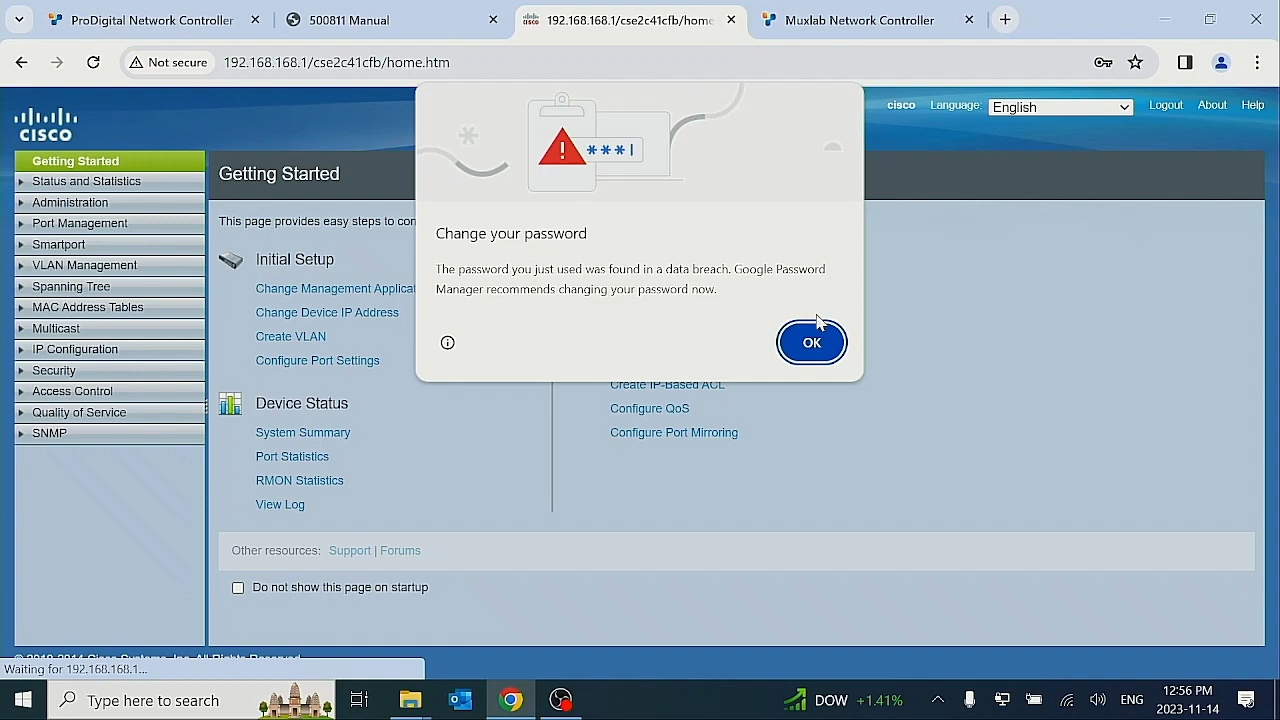 ProDigital Network Controller
500811 Manual
192.168.168.1/cse2c41cfb/home
Muxlab Network Controller
Not secure
192.168.168.1/cse2c41cfb/home.htm
cisco
Language:
English
Logout
About
Help
CISCO
Getting Started
Status and Statistics
Administration
Port Management
Smartport
VLAN Management
Spanning Tree
MAC Address Tables
Multicast
IP Configuration
Security
Access Control
Quality of Service
SNMP
Getting Started
This page provides easy steps to con
Initial Setup
Change Management Applicat
Change Device IP Address
Create VLAN
Configure Port Settings
Device Status
System Summary
Port Statistics
RMON Statistics
View Log
Create IP-Based ACL
Configure QoS
Configure Port Mirroring
Other resources: Support | Forums
Do not show this page on startup
***|
Change your password
The password you just used was found in a data breach. Google Password
Manager recommends changing your password now.
OK
Waiting for 192.168.168.1...
Type here to search
DOW +1.41%
ENG
12:56 PM
2023-11-14